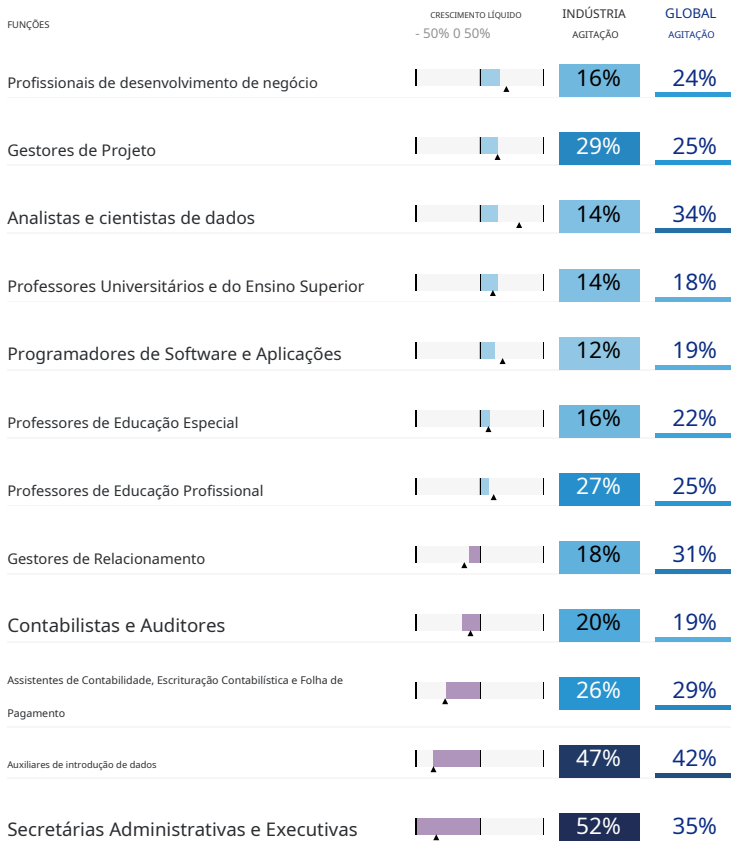 FUNÇÕES
CRESCIMENTO LÍQUIDO
- 50% 0 50%
INDÚSTRIA
AGITAÇÃO
GLOBAL
AGITAÇÃO
Profissionais de desenvolvimento de negócio 16% 24%
Gestores de Projeto 29% 25%
Analistas e cientistas de dados 14% 34%
Professores Universitários e do Ensino Superior 14% 18%
Programadores de Software e Aplicações 12% 19%
Professores de Educação Especial 16% 22%
Professores de Educação Profissional 27% 25%
Gestores de Relacionamento 18% 31%
Contabilistas e Auditores 20% 19%
Assistentes de Contabilidade, Escrituração Contabilística e Folha de
Pagamento
26% 29%
Auxiliares de introdução de dados 47% 42%
Secretárias Administrativas e Executivas 52% 35%